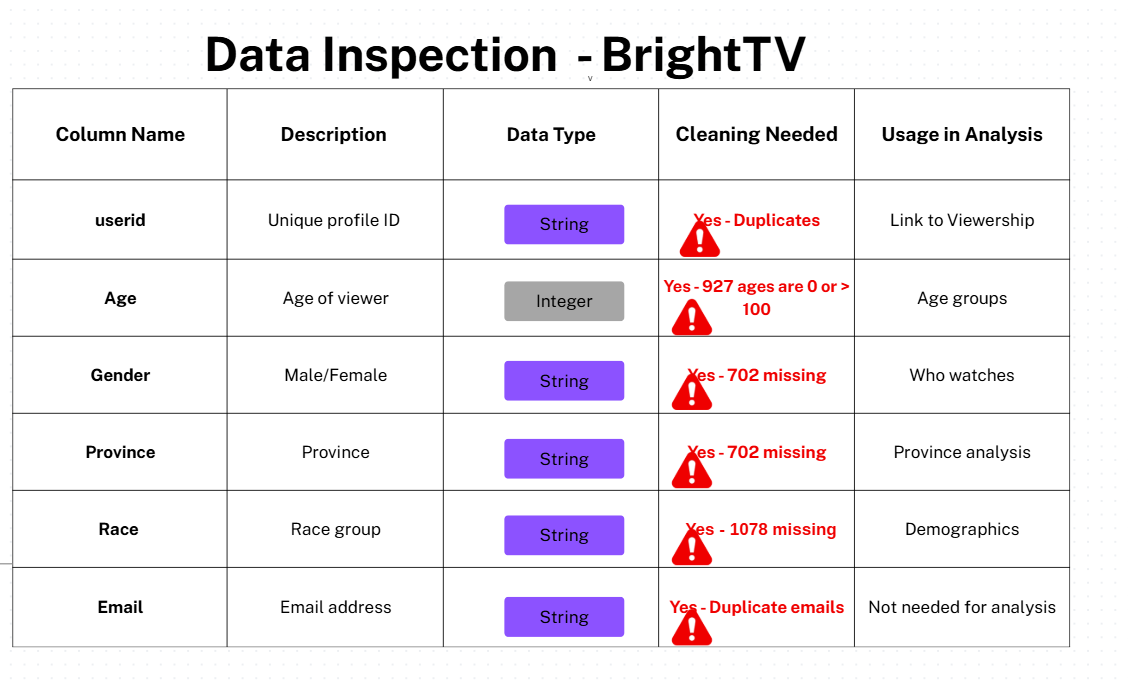 Data Inspection - BrightTV
v
Column Name Description Data Type Cleaning Needed Usage in Analysis
userid Unique profile ID String Yes - Duplicates Link to Viewership
Age Age of viewer Integer Yes - 927 ages are 0 or > Age groups
100
Gender Male/Female String Yes - 702 missing Who watches
Province Province String Yes - 702 missing Province analysis
Race Race group String Yes - 1078 missing Demographics
Email Email address String Yes - Duplicate emails Not needed for analysis